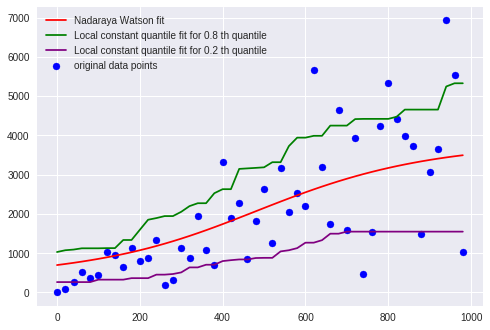 7000
6000
5000
4000
3000
2000
1000
0
Nadaraya Watson fit
Local constant quantile fit for 0.8 th quantile
Local constant quantile fit for 0.2 th quantile
original data points
0 200 400 600 800 1000